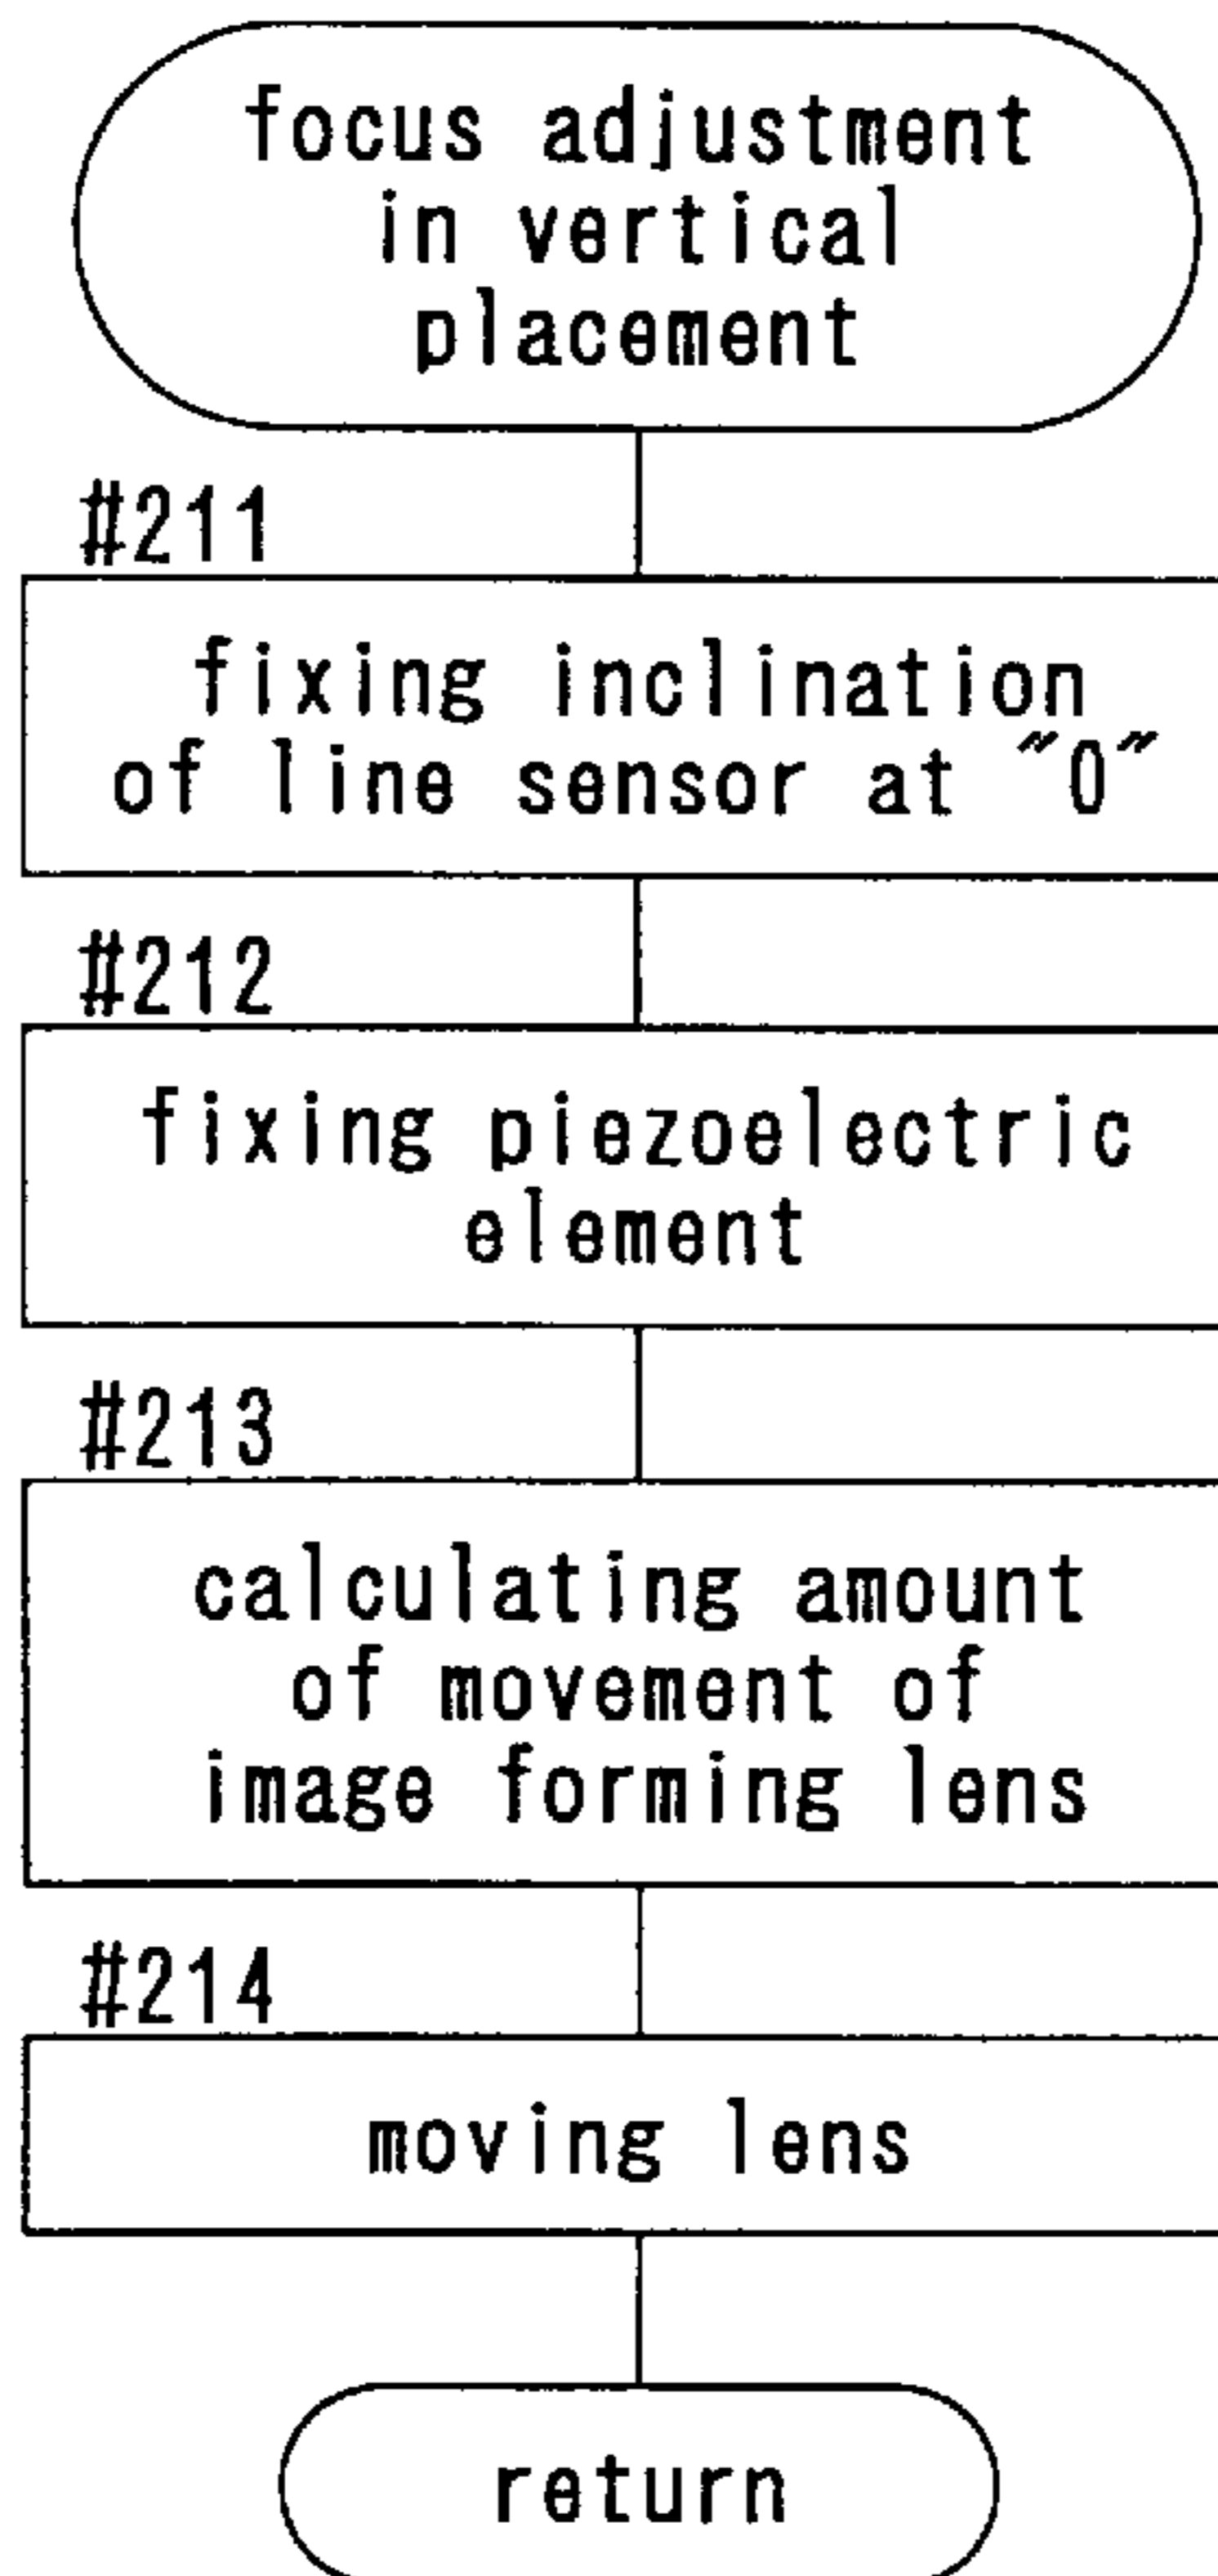 focus adjustment
in vertical
placement
#211
fixing inclination
of line sensor at "0"
#212
fixing piezoelectric
element
#213
calculating amount
of movement of
image forming lens
#214
moving lens
return